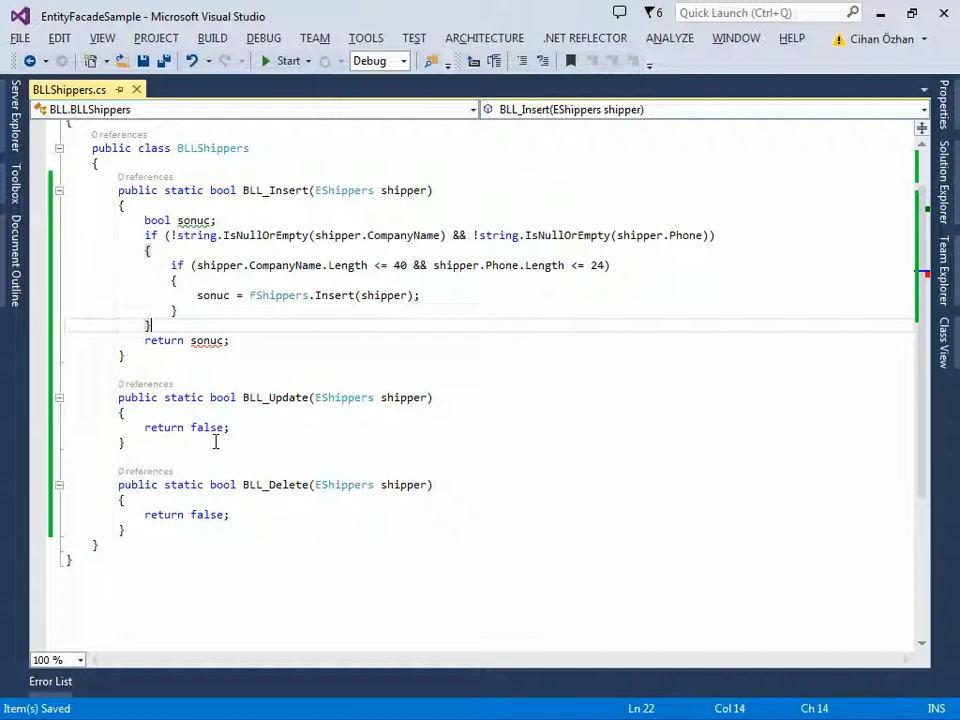 EntityFacadeSample - Microsoft Visual Studio
6
Quick Launch (Ctrl+Q)
FILE EDIT VIEW PROJECT BUILD DEBUG TEAM TOOLS TEST ARCHITECTURE .NET REFLECTOR ANALYZE WINDOW HELP Cihan Özhan
Start Debug
BLLShippers.cs
BLL.BLLShippers BLL_Insert(EShippers shipper)
{
0 references
public class BLLShippers
{
0 references
public static bool BLL_Insert(EShippers shipper)
{
bool sonuc;
if (!string.IsNullOrEmpty(shipper.CompanyName) && !string.IsNullOrEmpty(shipper.Phone))
{
if (shipper.CompanyName.Length <= 40 && shipper.Phone.Length <= 24)
{
sonuc = FShippers.Insert(shipper);
}
}
return sonuc;
}
0 references
public static bool BLL_Update(EShippers shipper)
{
return false;
}
0 references
public static bool BLL_Delete(EShippers shipper)
{
return false;
}
}
}
Server Explorer
Toolbox
Document Outline
Properties
Solution Explorer
Team Explorer
Class View
100 %
Error List
Item(s) Saved Ln 22 Col 14 Ch 14 INS